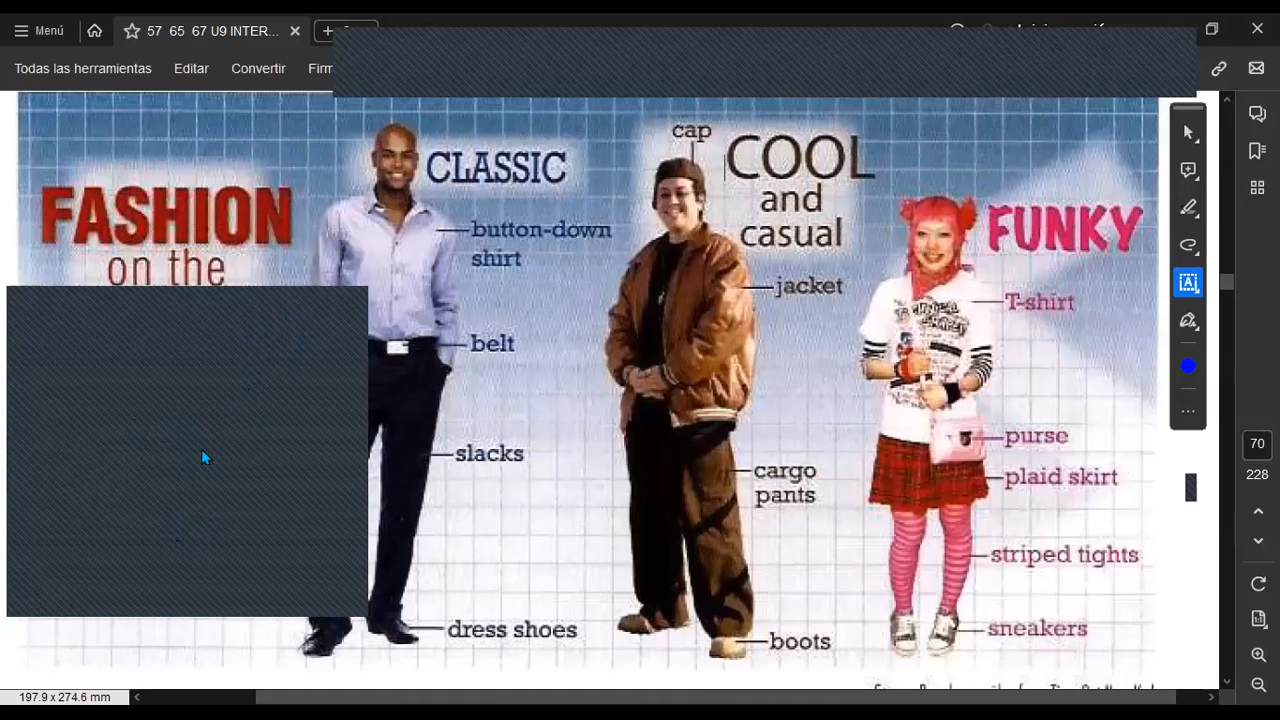 Menú
57 65 67 U9 INTER...
Todas las herramientas
Editar
Convertir
Firm
FASHION
on the
CLASSIC
button-down
shirt
belt
slacks
dress shoes
cap
COOL
and
casual
jacket
cargo
pants
boots
FUNKY
T-shirt
purse
plaid skirt
striped tights
sneakers
70
228
197.9 x 274.6 mm